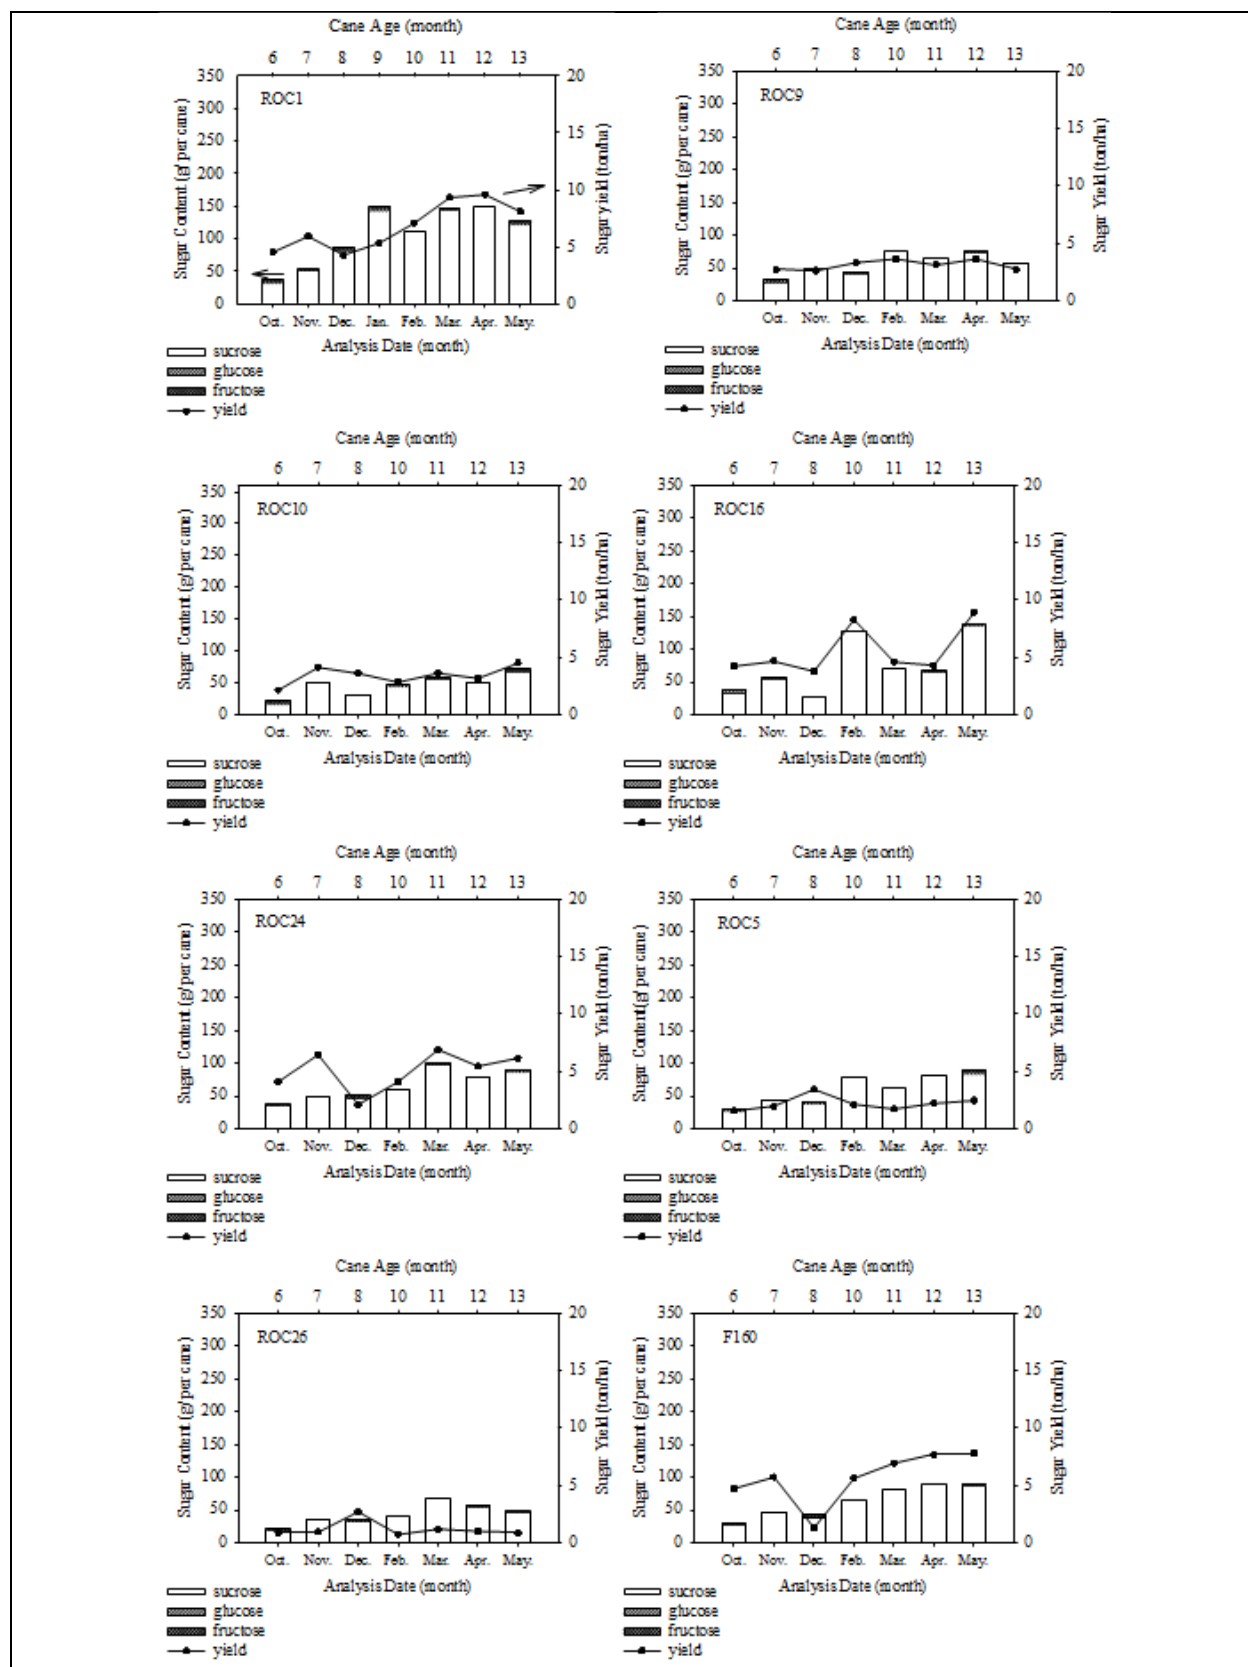 Cane Age (month)
6 7 8 9 10 11 12 13
350 300 250 200 150 100 50 0
20 15 10 5 0
ROC1
Sugar Content (g/per cane)
Sugar yield (ton/ha)
Oct. Nov. Dec. Jan. Feb. Mar. Apr. May.
Analysis Date (month)
sucrose
glucose
fructose
yield
Cane Age (month)
6 7 8 10 11 12 13
350 300 250 200 150 100 50 0
20 15 10 5 0
ROC9
Sugar Content (g/per cane)
Sugar Yield (ton/ha)
Oct. Nov. Dec. Feb. Mar. Apr. May.
Analysis Date (month)
sucrose
glucose
fructose
yield
Cane Age (month)
6 7 8 10 11 12 13
350 300 250 200 150 100 50 0
20 15 10 5 0
ROC10
Sugar Content (g/per cane)
Sugar Yield (ton/ha)
Oct. Nov. Dec. Feb. Mar. Apr. May.
Analysis Date (month)
sucrose
glucose
fructose
yield
Cane Age (month)
6 7 8 10 11 12 13
350 300 250 200 150 100 50 0
20 15 10 5 0
ROC16
Sugar Content (g/per cane)
Sugar Yield (ton/ha)
Oct. Nov. Dec. Feb. Mar. Apr. May.
Analysis Date (month)
sucrose
glucose
fructose
yield
Cane Age (month)
6 7 8 10 11 12 13
350 300 250 200 150 100 50 0
20 15 10 5 0
ROC24
Sugar Content (g/per cane)
Sugar Yield (ton/ha)
Oct. Nov. Dec. Feb. Mar. Apr. May.
Analysis Date (month)
sucrose
glucose
fructose
yield
Cane Age (month)
6 7 8 10 11 12 13
350 300 250 200 150 100 50 0
20 15 10 5 0
ROC5
Sugar Content(g/per cane)
Sugar Yield (ton/ha)
Oct. Nov. Dec. Feb. Mar. Apr. May.
Analysis Date (month)
sucrose
glucose
fructose
yield
Cane Age (month)
6 7 8 10 11 12 13
350 300 250 200 150 100 50 0
20 15 10 5 0
ROC26
Sugar Content (g/per cane)
Sugar Yield (ton/ha)
Oct. Nov. Dec. Feb. Mar. Apr. May.
Analysis Date (month)
sucrose
glucose
fructose
yield
Cane Age (month)
6 7 8 10 11 12 13
350 300 250 200 150 100 50 0
20 15 10 5 0
F160
Sugar Content (g/per cane)
Sugar Yield (ton/ha)
Oct. Nov. Dec. Feb. Mar. Apr. May.
Analysis Date (month)
sucrose
glucose
fructose
yield